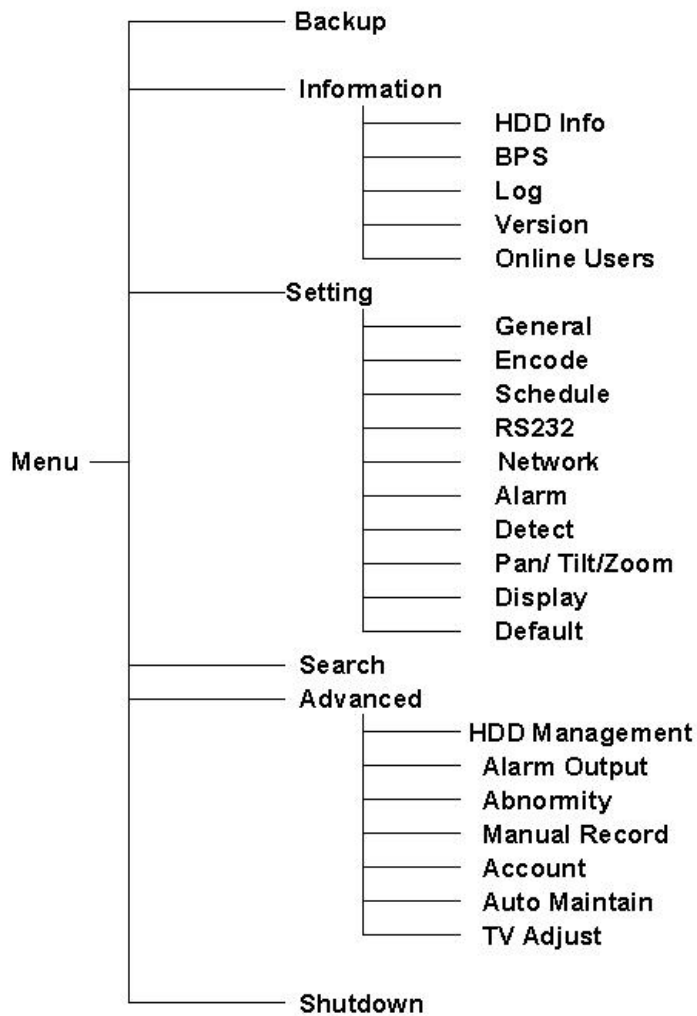 Backup
Information
HDD Info
BPS
Log
Version
Online Users
Setting
General
Encode
Schedule
RS232
Menu
Network
Alarm
Detect
Pan/ Tilt/Zoom
Display
Default
Search
Advanced
HDD Management
Alarm Output
Abnormity
Manual Record
Account
Auto Maintain
TV Adjust
Shutdown